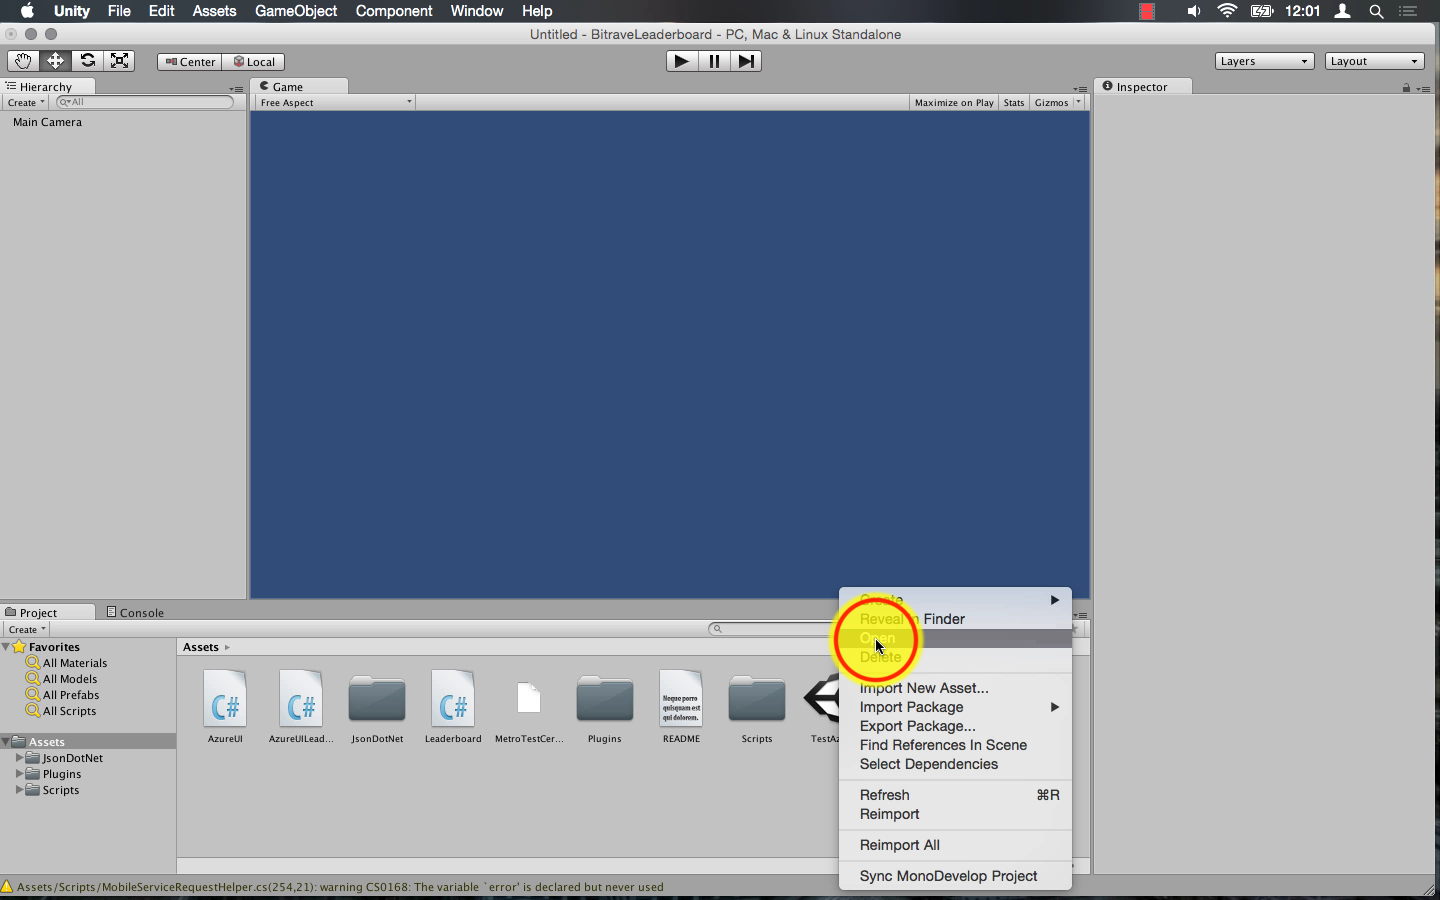 Unity File Edit Assets GameObject Component Window Help 12:01
Untitled - BitraveLeaderboard - PC, Mac & Linux Standalone
Center Local Layers Layout
Hierarchy Game Inspector
Create All Free Aspect Maximize on Play Stats Gizmos
Main Camera
Project Console
Create
Favorites
All Materials
All Models
All Prefabs
All Scripts
Assets
JsonDotNet
Plugins
Scripts
Assets
C# C# C#
Neque porro
quisquam est
qui dolorem.
AzureUI AzureUILead... JsonDotNet Leaderboard MetroTestCer... Plugins README Scripts TestAz
Create
Reveal in Finder
Open
Delete
Import New Asset...
Import Package
Export Package...
Find References In Scene
Select Dependencies
Refresh ⌘R
Reimport
Reimport All
Sync MonoDevelop Project
Assets/Scripts/MobileServiceRequestHelper.cs(254,21): warning CS0168: The variable `error' is declared but never used